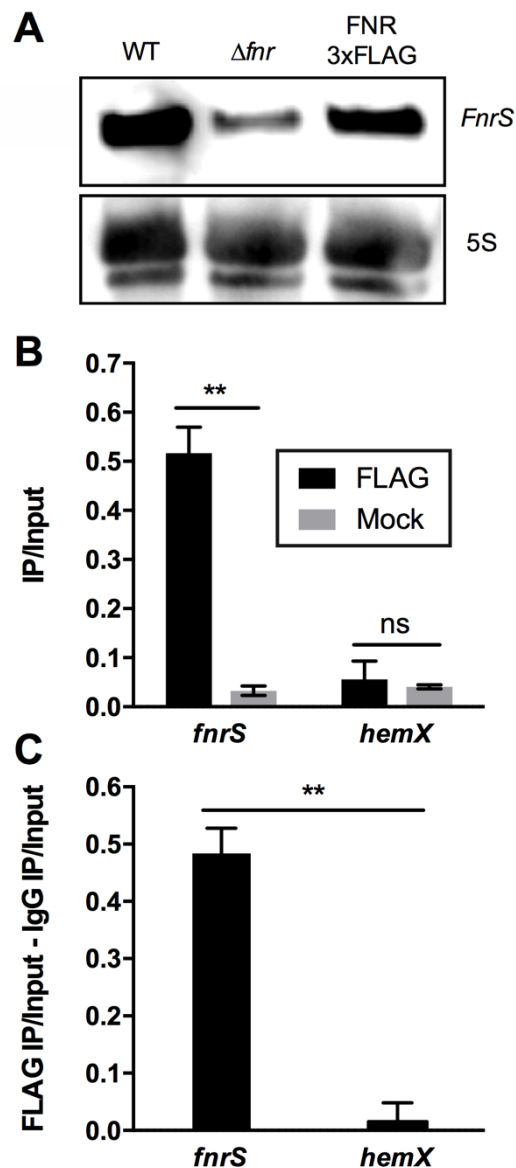 A
WT Δfnr FNR 3xFLAG
FnrS
5S
B
IP/Input
0.7
0.6
0.5
0.4
0.3
0.2
0.1
0.0
**
FLAG
Mock
ns
fnrS hemX
C
FLAG IP/Input - IgG IP/Input
0.6
0.5
0.4
0.3
0.2
0.1
0.0
**
fnrS hemX